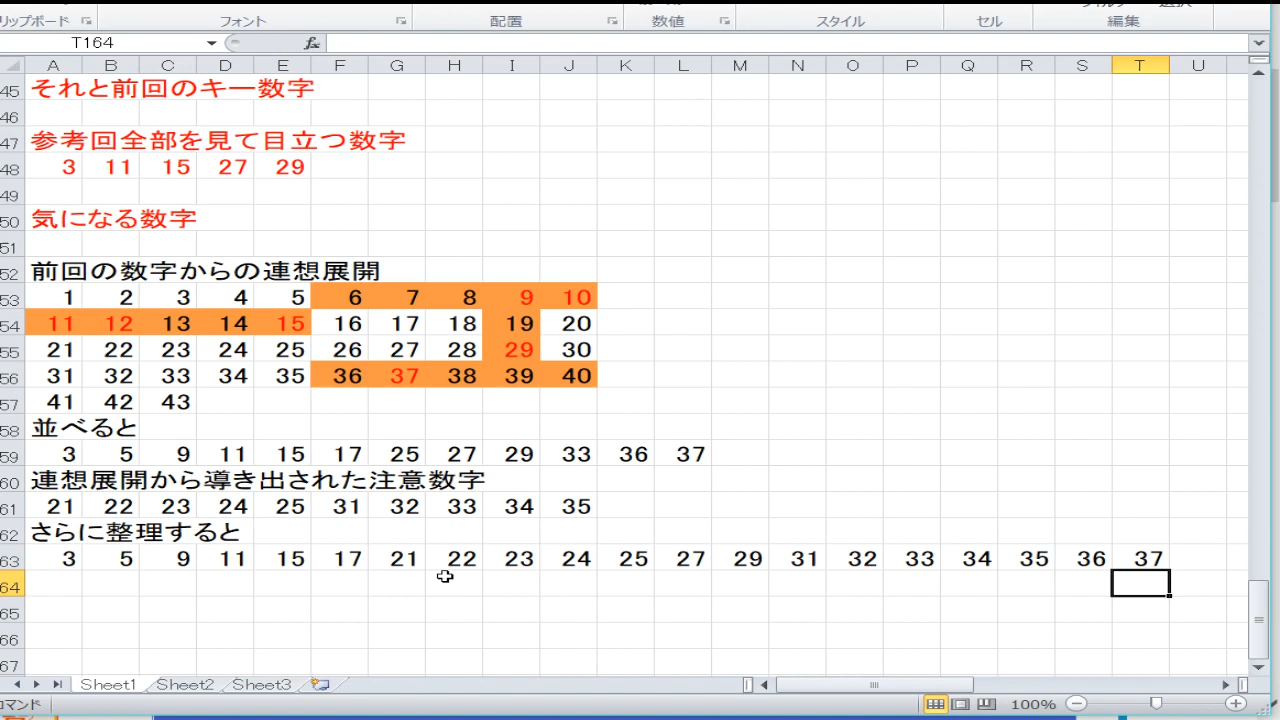 リップボード フォント 配置 数値 スタイル セル 編集
T164 fx
A B C D E F G H I J K L M N O P Q R S T U
45 それと前回のキー数字
46
47 参考回全部を見て目立つ数字
48 3 11 15 27 29
49
50 気になる数字
51
52 前回の数字からの連想展開
53 1 2 3 4 5 6 7 8 9 10
54 11 12 13 14 15 16 17 18 19 20
55 21 22 23 24 25 26 27 28 29 30
56 31 32 33 34 35 36 37 38 39 40
57 41 42 43
58 並べると
59 3 5 9 11 15 17 25 27 29 33 36 37
60 連想展開から導き出された注意数字
61 21 22 23 24 25 31 32 33 34 35
62 さらに整理すると
63 3 5 9 11 15 17 21 22 23 24 25 27 29 31 32 33 34 35 36 37
64
65
66
67
Sheet1 Sheet2 Sheet3
コマンド 100%